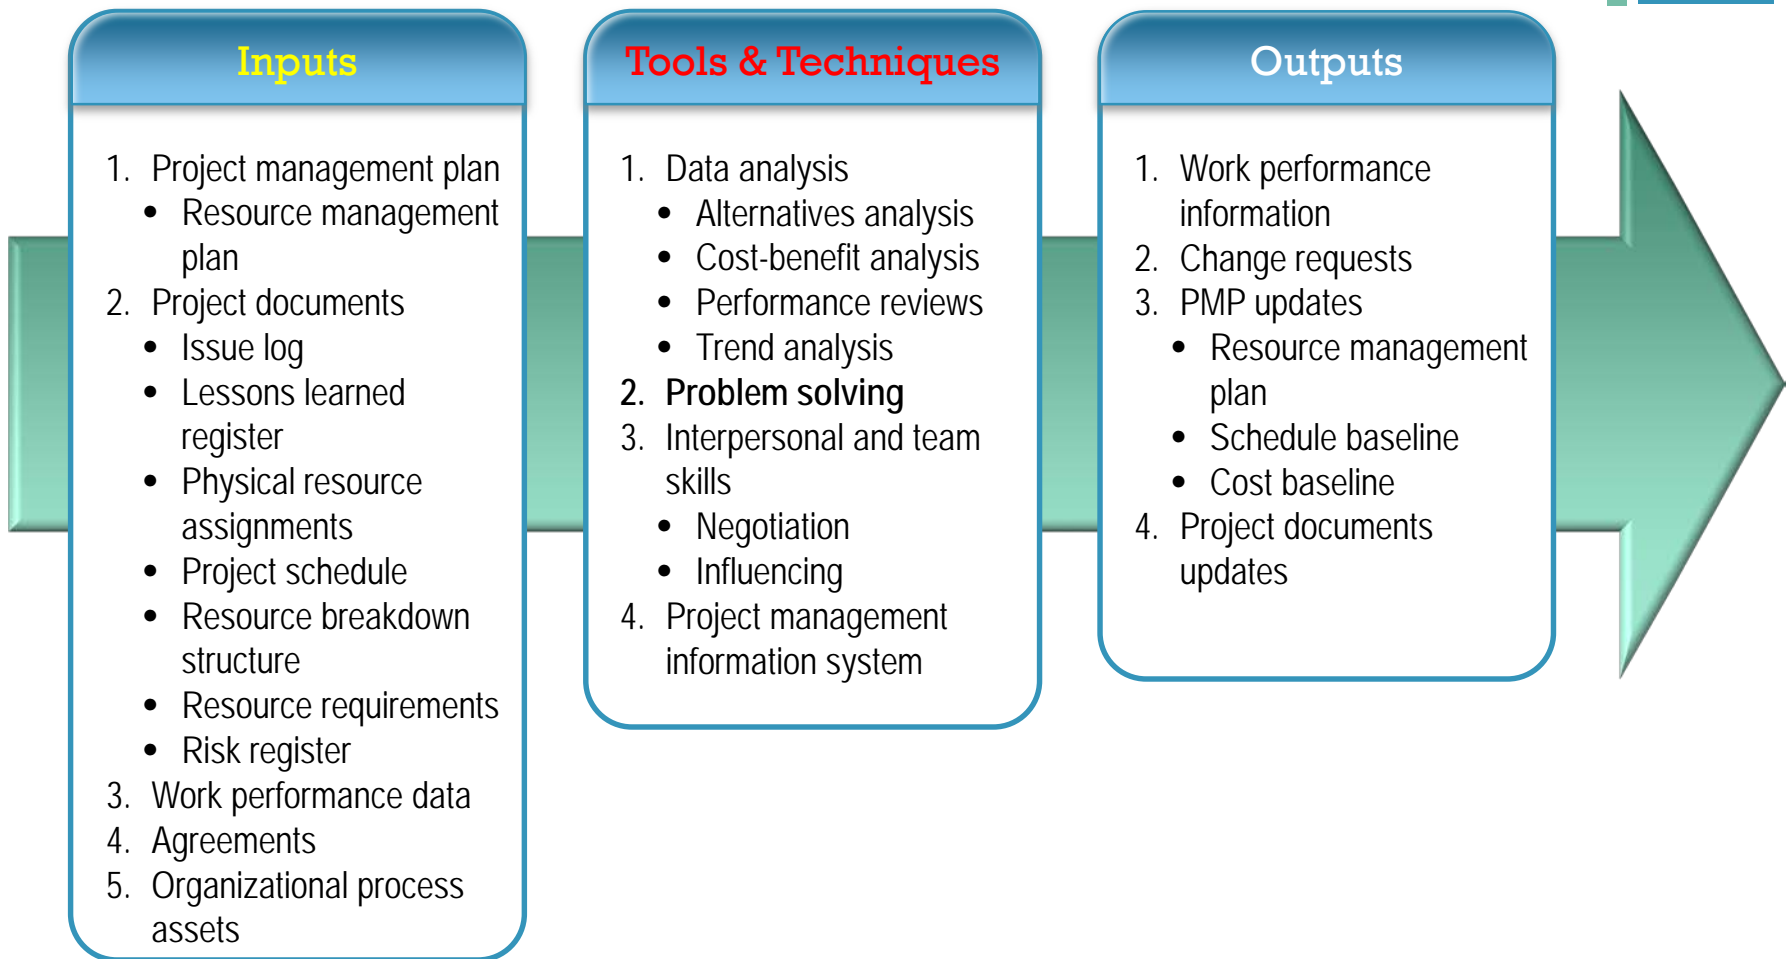 Inputs
1. Project management plan
• Resource management
plan
2. Project documents
• Issue log
• Lessons learned
register
• Physical resource
assignments
• Project schedule
• Resource breakdown
structure
• Resource requirements
• Risk register
3. Work performance data
4. Agreements
5. Organizational process
assets
Tools & Techniques
1. Data analysis
• Alternatives analysis
• Cost-benefit analysis
• Performance reviews
• Trend analysis
2. Problem solving
3. Interpersonal and team
skills
• Negotiation
• Influencing
4. Project management
information system
Outputs
1. Work performance
information
2. Change requests
3. PMP updates
• Resource management
plan
• Schedule baseline
• Cost baseline
4. Project documents
updates